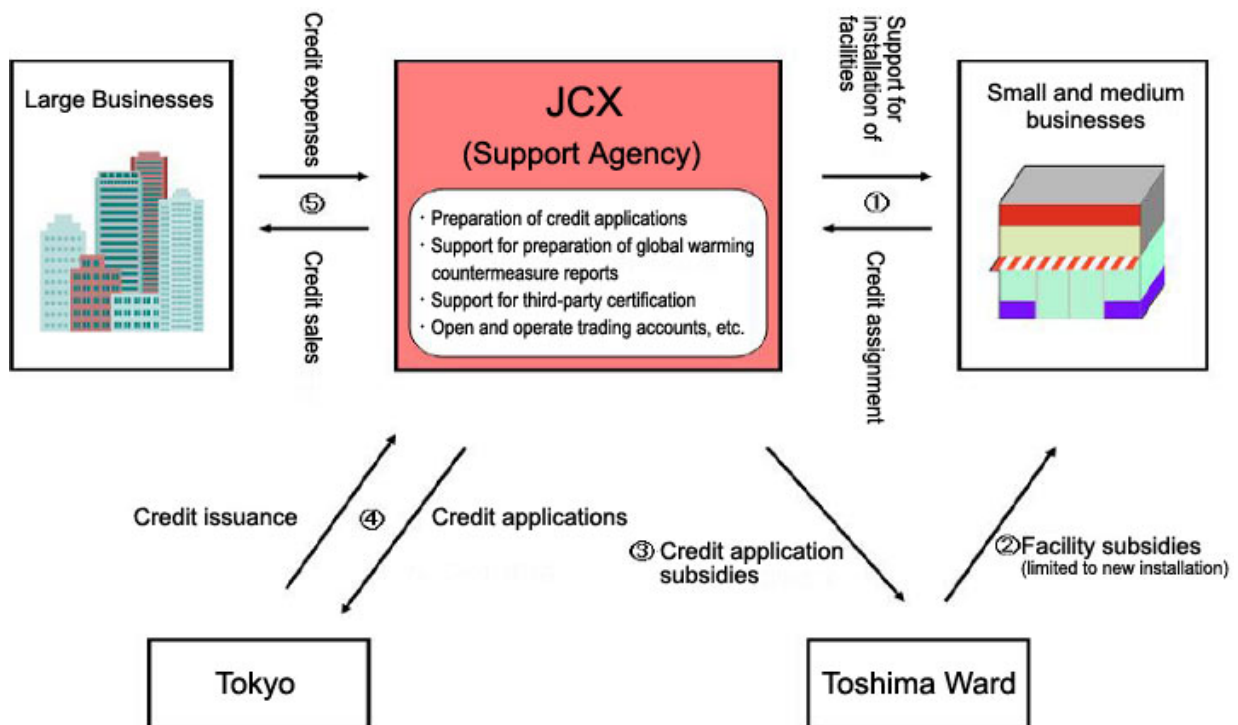 Large Businesses
Credit expenses
⑤
Credit sales
JCX
(Support Agency)
・Preparation of credit applications
・Support for preparation of global warming
countermeasure reports
・Support for third-party certification
・Open and operate trading accounts, etc.
Support for
installation of
facilities
①
Credit assignment
Small and medium
businesses
Credit issuance
④
Credit applications
③ Credit application
subsidies
②Facility subsidies
(limited to new installation)
Tokyo
Toshima Ward